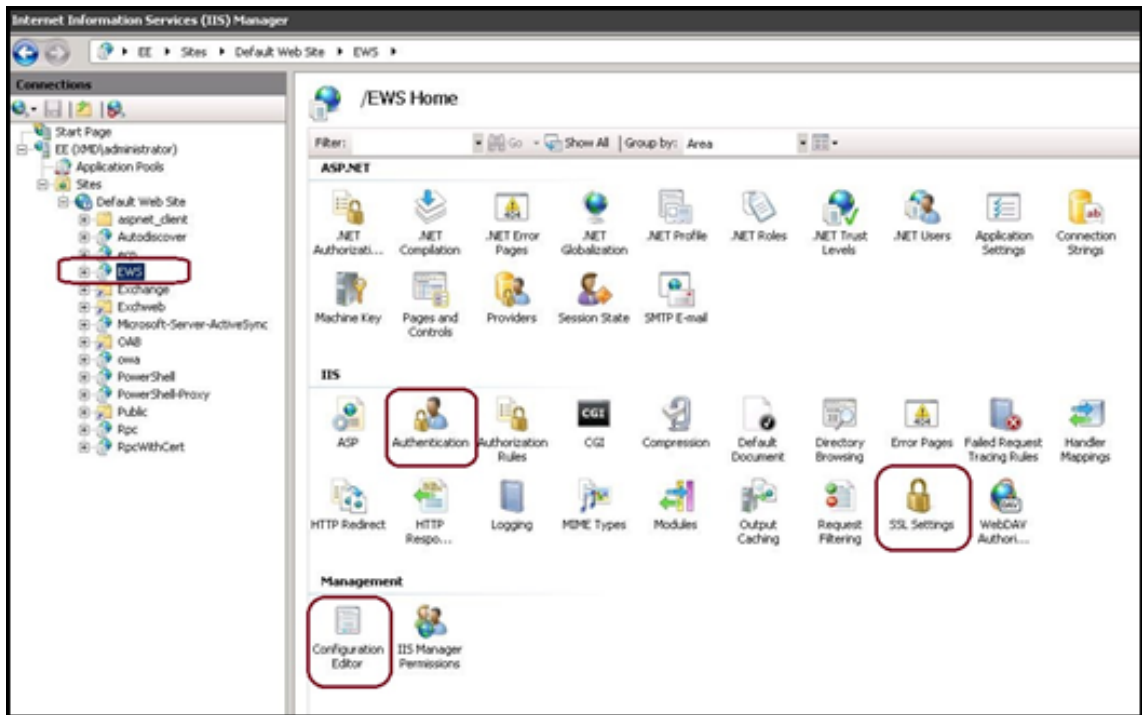 Internet Information Services (IIS) Manager
EE Sites Default Web Site EWS
Connections
Start Page
EE (XMD\administrator)
Application Pools
Sites
Default Web Site
aspnet_client
Autodiscover
ecp
EWS
Exchange
Exchweb
Microsoft-Server-ActiveSync
OAB
owa
PowerShell
PowerShell-Proxy
Public
Rpc
RpcWithCert
/EWS Home
Filter: Go Show All Group by: Area
ASP.NET
.NET Authorizati...
.NET Compilation
.NET Error Pages
.NET Globalization
.NET Profile
.NET Roles
.NET Trust Levels
.NET Users
Application Settings
Connection Strings
Machine Key
Pages and Controls
Providers
Session State
SMTP E-mail
IIS
ASP
Authentication
Authorization Rules
CGI
Compression
Default Document
Directory Browsing
Error Pages
Failed Request Tracing Rules
Handler Mappings
HTTP Redirect
HTTP Respo...
Logging
MIME Types
Modules
Output Caching
Request Filtering
SSL Settings
WebDAV Authori...
Management
Configuration Editor
IIS Manager Permissions